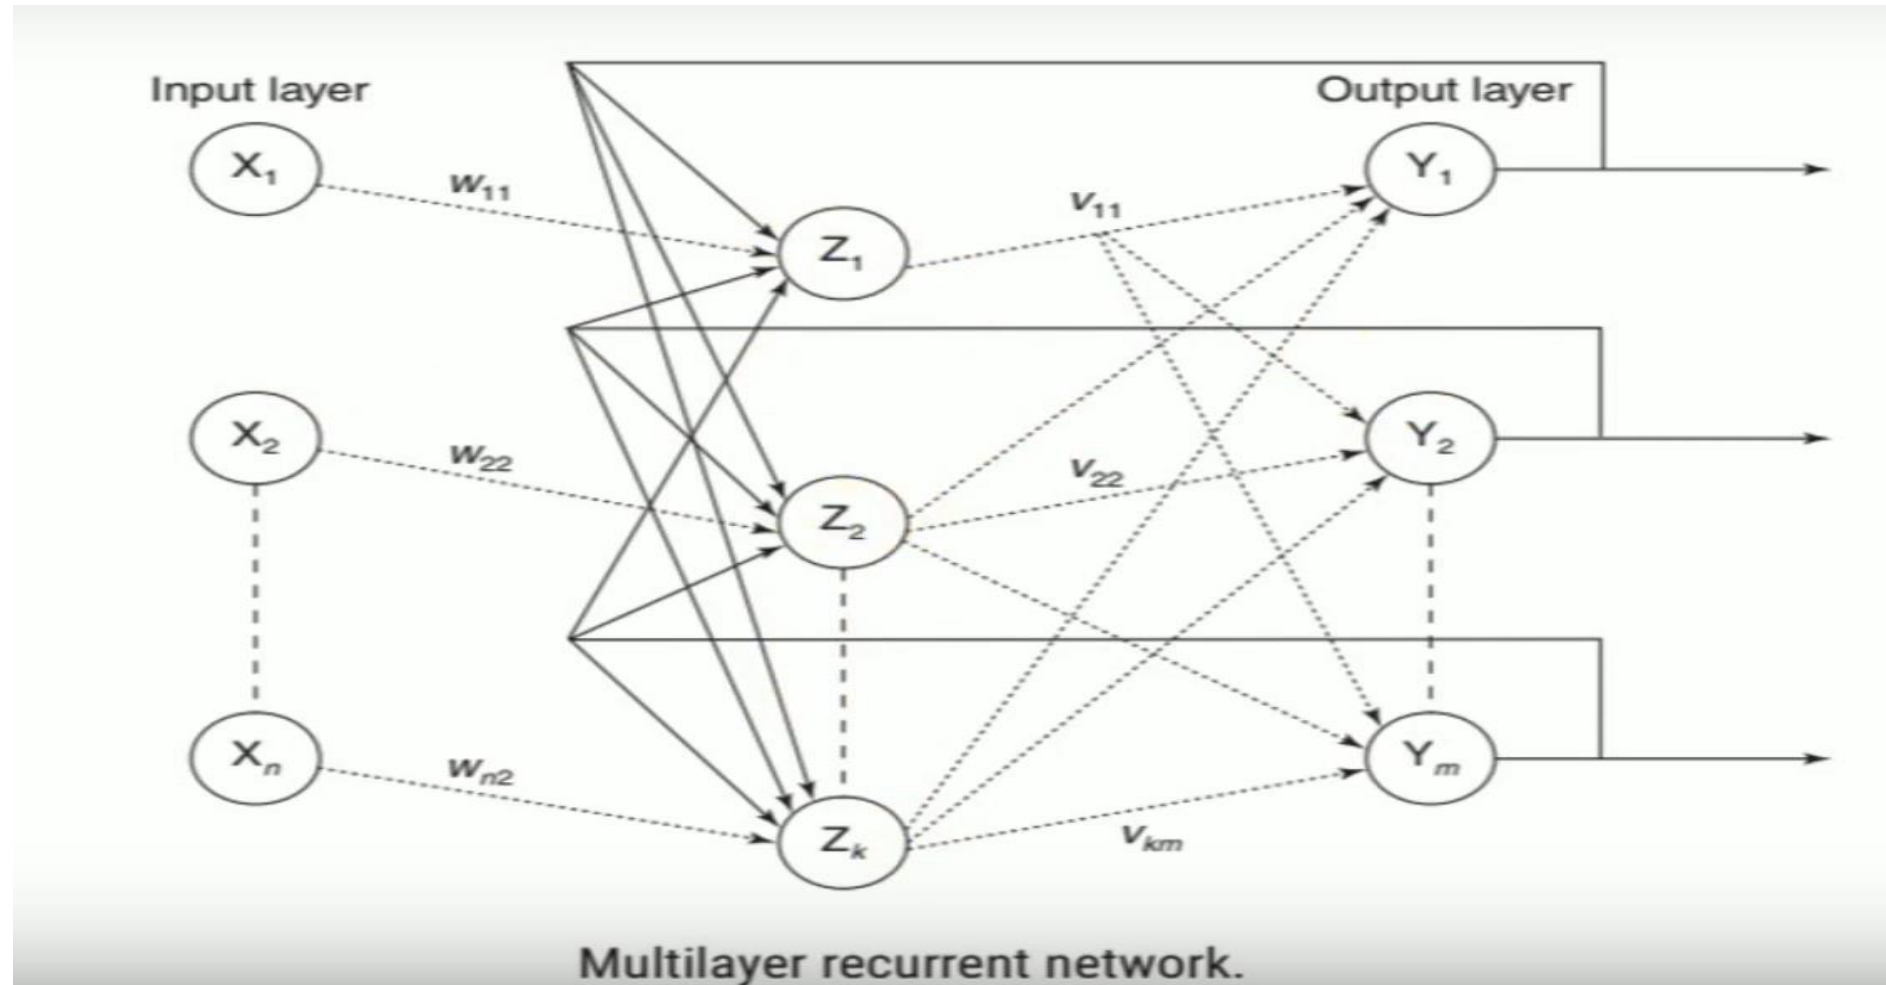 Input layer
Output layer
X₁
w₁₁
Z₁
v₁₁
Y₁
X₂
w₂₂
Z₂
v₂₂
Y₂
Xₙ
wₙ₂
Zₖ
vₖₘ
Yₘ
Multilayer recurrent network.